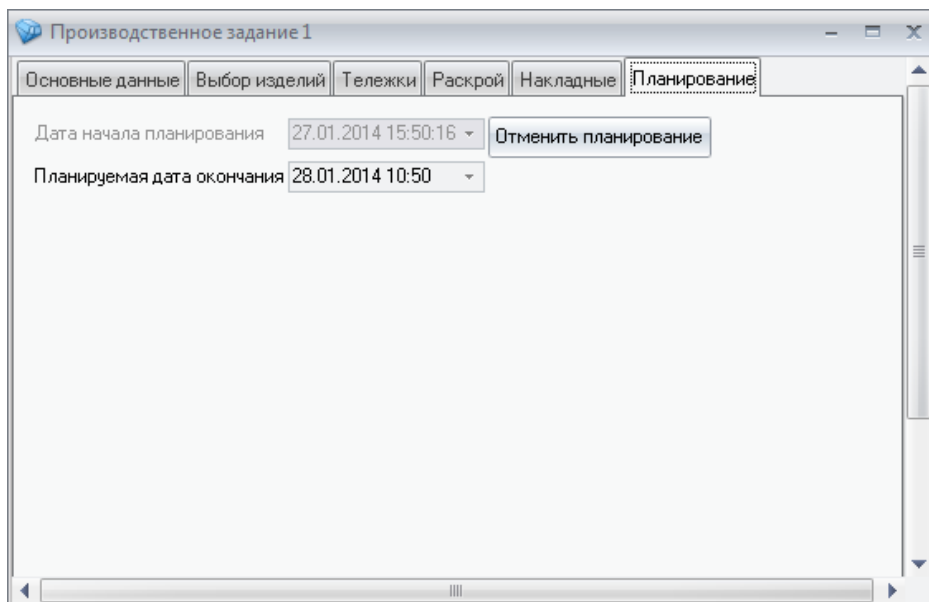 Производственное задание 1
Основные данные Выбор изделий Тележки Раскрой Накладные Планирование
Дата начала планирования 27.01.2014 15:50:16 Отменить планирование
Планируемая дата окончания 28.01.2014 10:50